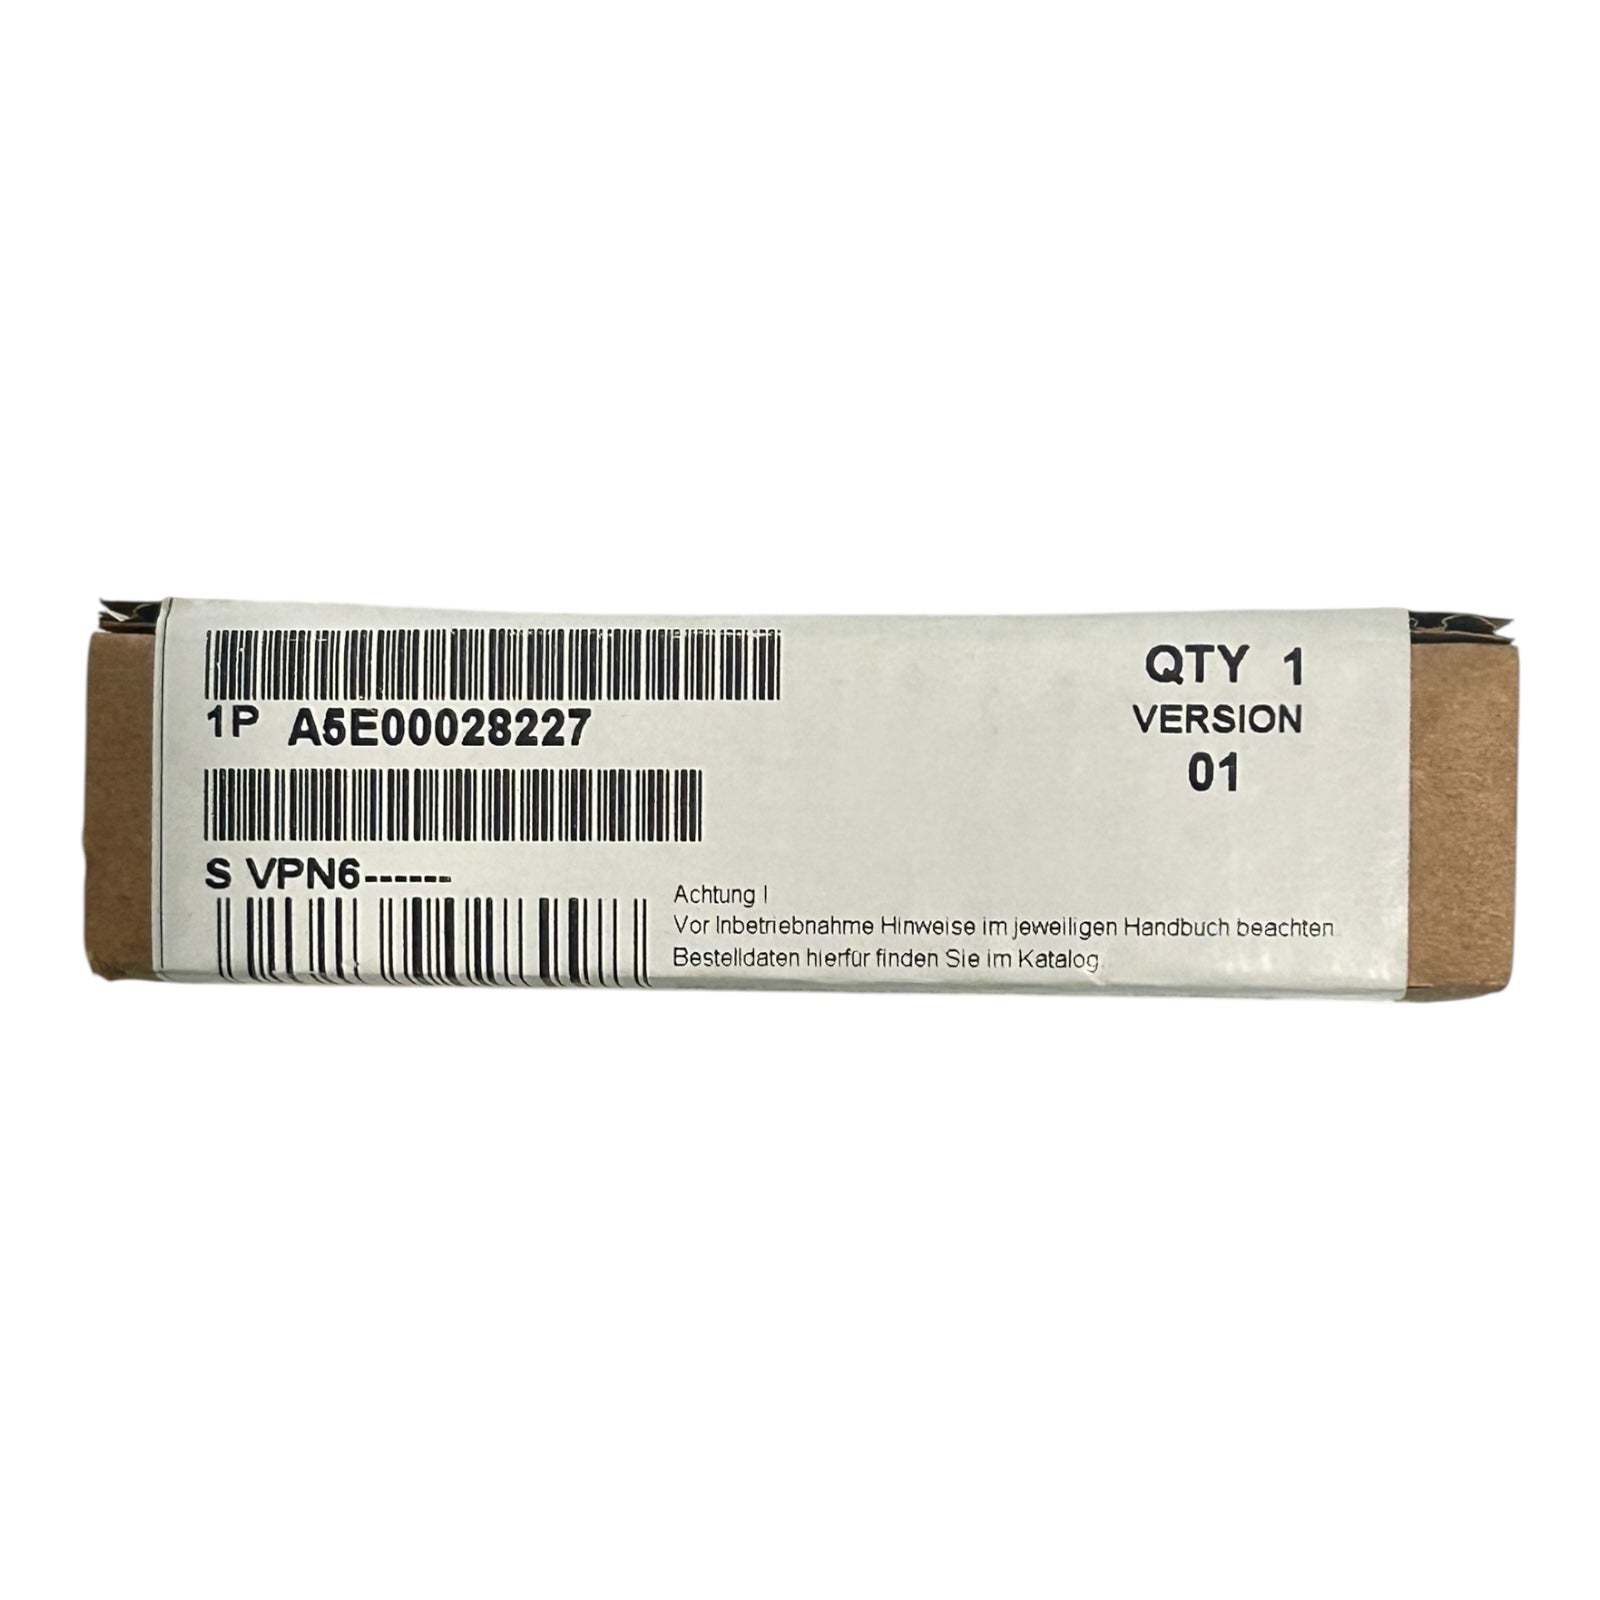 1P A5E00028227
S VPN6------
QTY 1
VERSION
01
Achtung !
Vor Inbetriebnahme Hinweise im jeweiligen Handbuch beachten.
Bestelldaten hierfür finden Sie im Katalog.